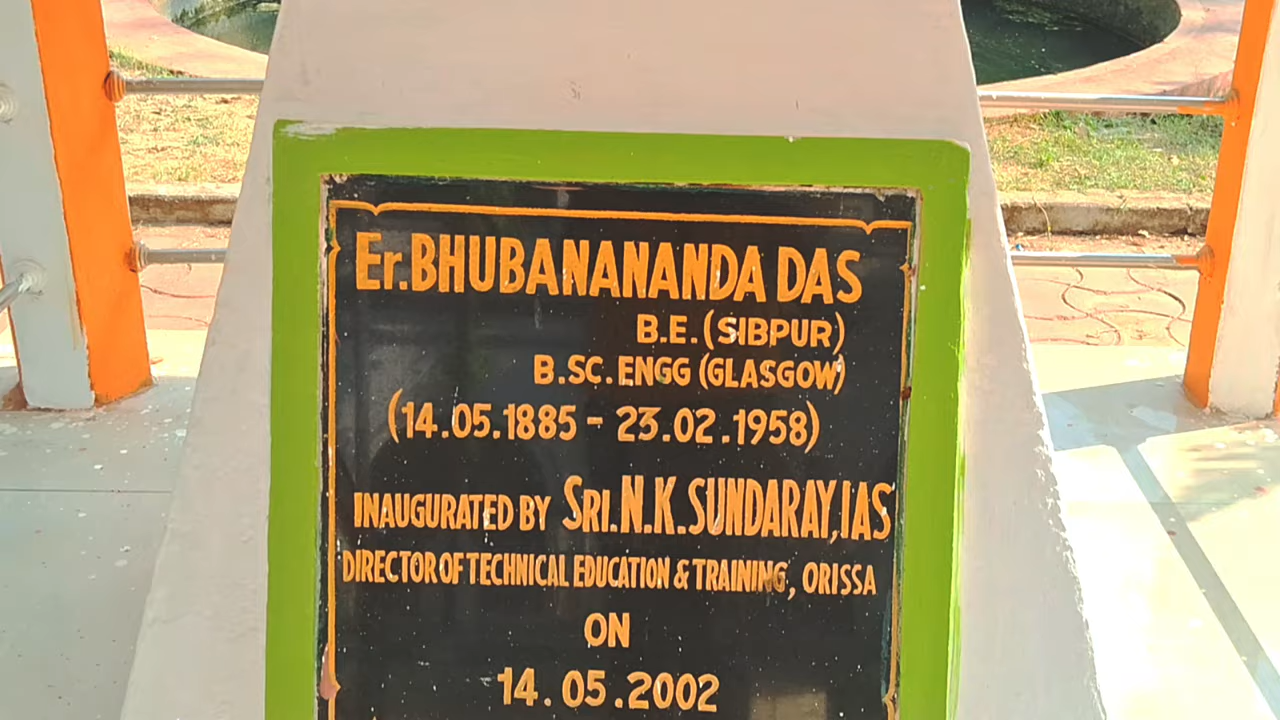 Er.BHUBANANANDA DAS
B.E.(SIBPUR)
B.SC.ENGG (GLASGOW)
(14.05.1885 - 23.02.1958)
INAUGURATED BY SRI.N.K.SUNDARAY,IAS
DIRECTOR OF TECHNICAL EDUCATION & TRAINING, ORISSA
ON
14.05.2002